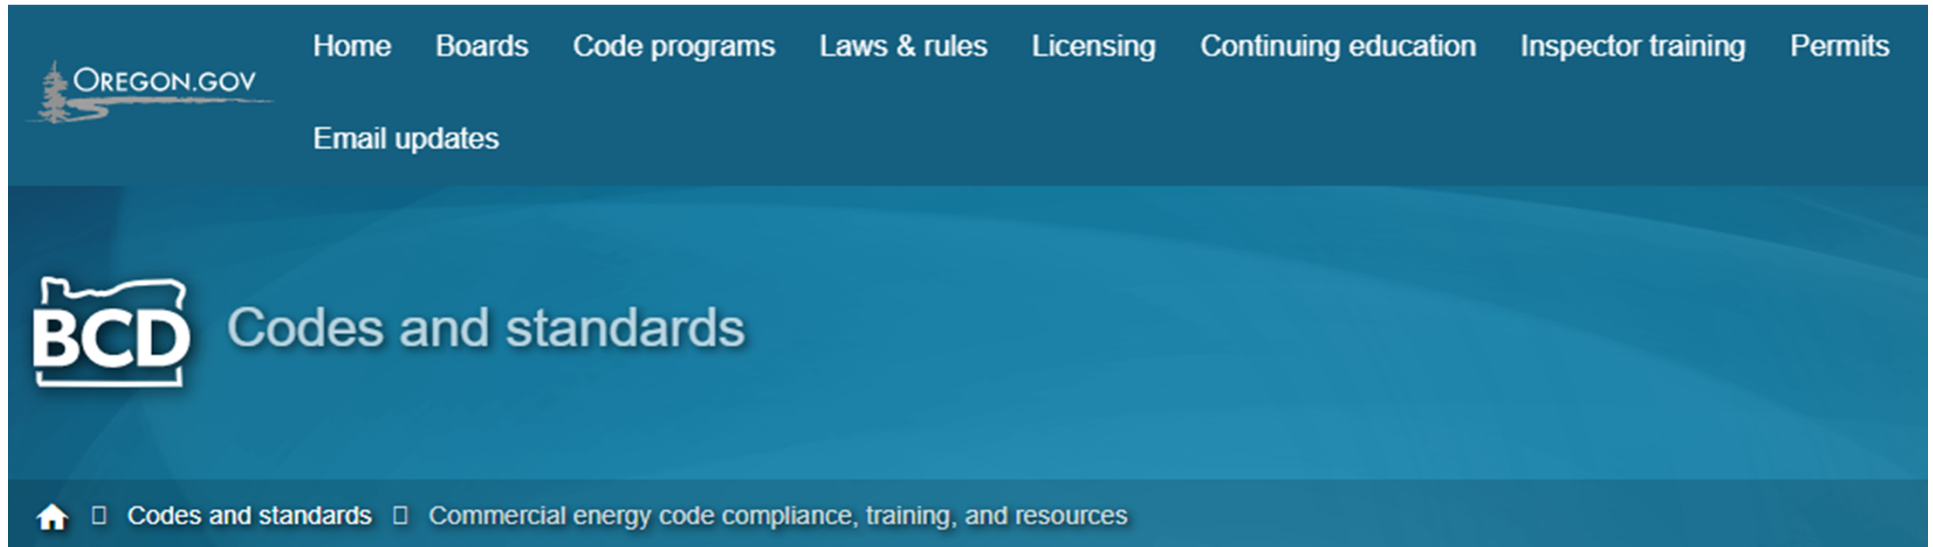 Home Boards Code programs Laws & rules Licensing Continuing education Inspector training Permits
OREGON.GOV
Email updates
BCD Codes and standards
Codes and standards Commercial energy code compliance, training, and resources